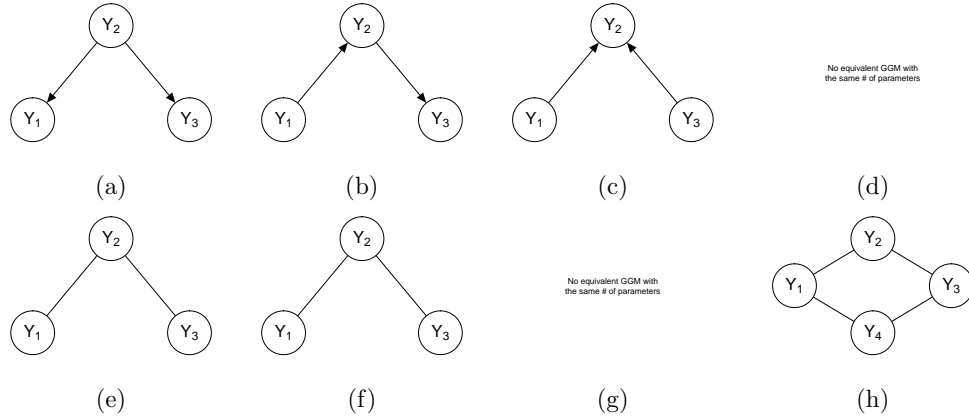 Y2
Y1
Y3
(a)
Y2
Y1
Y3
(b)
Y2
Y1
Y3
(c)
No equivalent GGM with
the same # of parameters
(d)
Y2
Y1
Y3
(e)
Y2
Y1
Y3
(f)
No equivalent GGM with
the same # of parameters
(g)
Y2
Y1
Y3
Y4
(h)